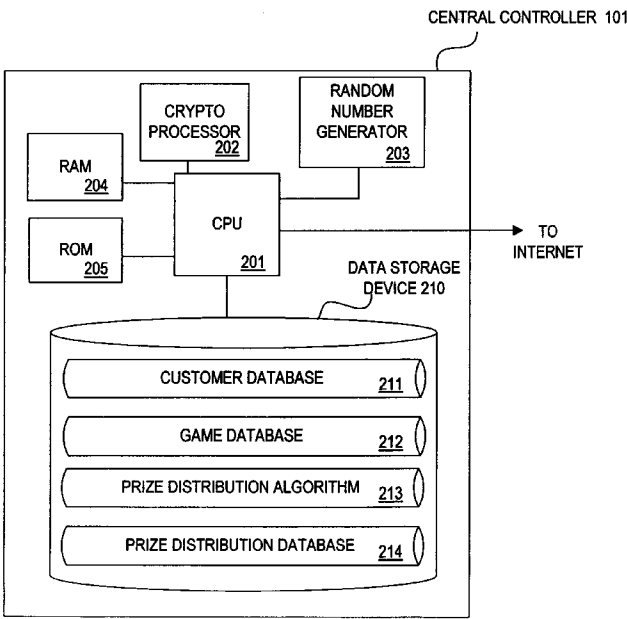 CENTRAL CONTROLLER 101
CRYPTO
PROCESSOR
202
RANDOM
NUMBER
GENERATOR
203
RAM
204
CPU
201
ROM
205
TO
INTERNET
DATA STORAGE
DEVICE 210
CUSTOMER DATABASE 211
GAME DATABASE 212
PRIZE DISTRIBUTION ALGORITHM 213
PRIZE DISTRIBUTION DATABASE 214